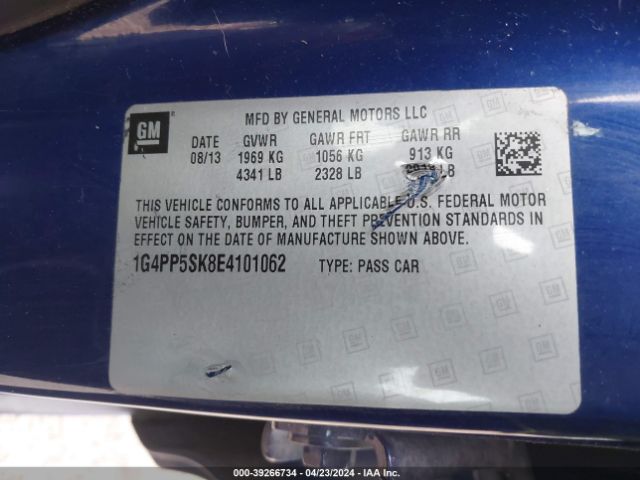 GM
MFD BY GENERAL MOTORS LLC
DATE GVWR GAWR FRT GAWR RR
08/13 1969 KG 1056 KG 913 KG
4341 LB 2328 LB LB
THIS VEHICLE CONFORMS TO ALL APPLICABLE U.S. FEDERAL MOTOR
VEHICLE SAFETY, BUMPER, AND THEFT PREVENTION STANDARDS IN
EFFECT ON THE DATE OF MANUFACTURE SHOWN ABOVE.
1G4PP5SK8E4101062 TYPE: PASS CAR
000-39266734 - 04/23/2024 - IAA Inc.